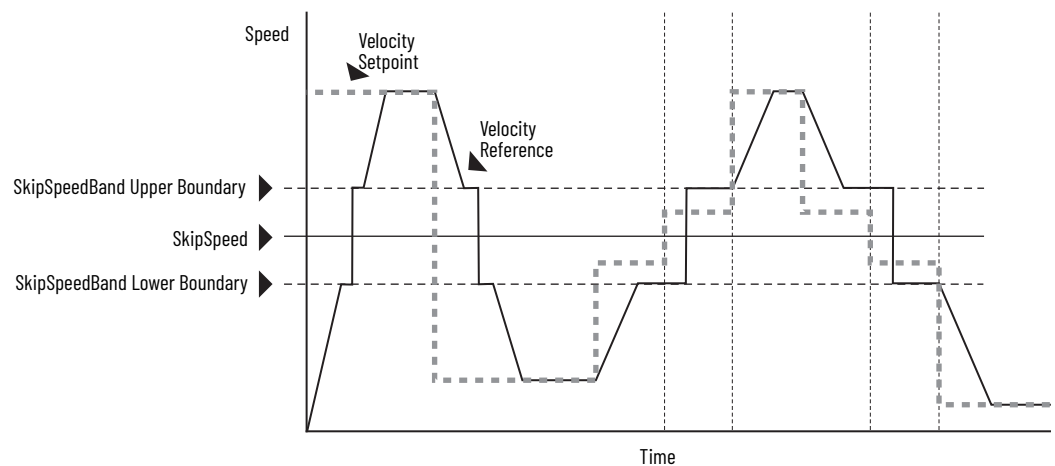 Speed
Velocity
Setpoint
Velocity
Reference
SkipSpeedBand Upper Boundary
SkipSpeed
SkipSpeedBand Lower Boundary
Time